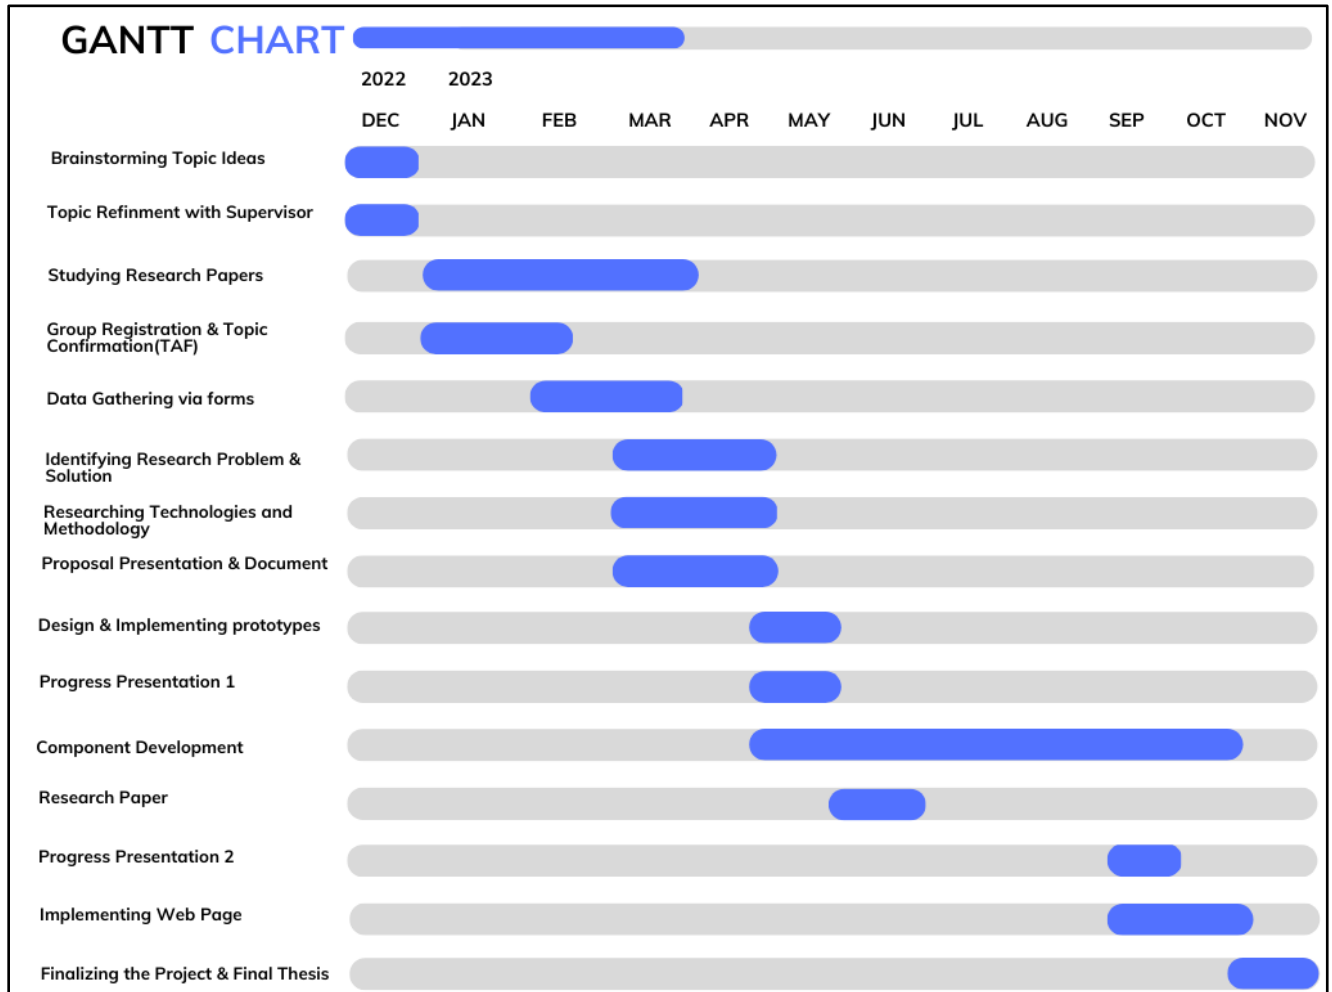 GANTT CHART
2022 2023
DEC JAN FEB MAR APR MAY JUN JUL AUG SEP OCT NOV
Brainstorming Topic Ideas
Topic Refinment with Supervisor
Studying Research Papers
Group Registration & Topic
Confirmation(TAF)
Data Gathering via forms
Identifying Research Problem &
Solution
Researching Technologies and
Methodology
Proposal Presentation & Document
Design & Implementing prototypes
Progress Presentation 1
Component Development
Research Paper
Progress Presentation 2
Implementing Web Page
Finalizing the Project & Final Thesis